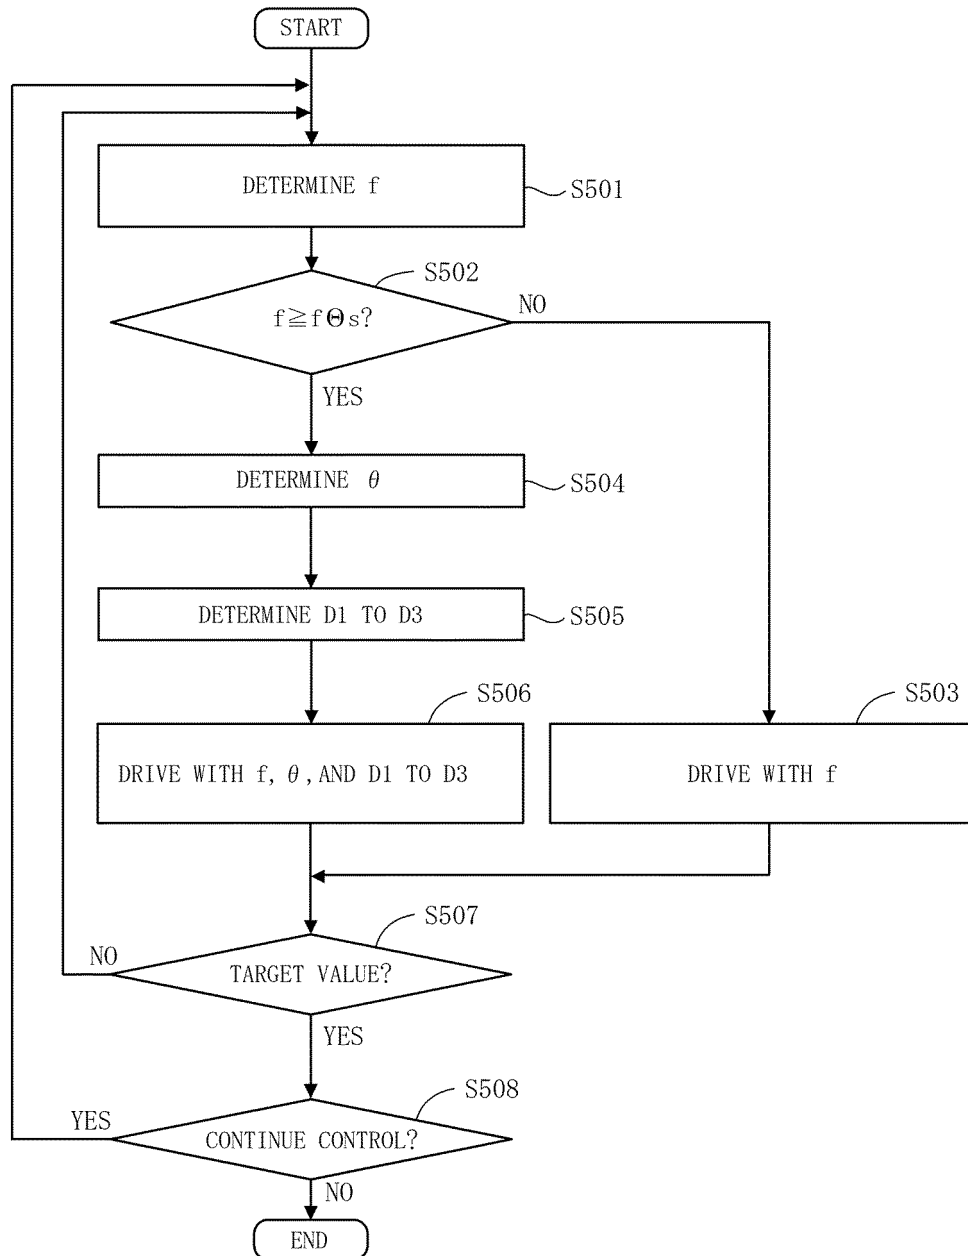 START
DETERMINE f
S501
S502
f≧fΘs?
NO
YES
DETERMINE θ
S504
DETERMINE D1 TO D3
S505
S506
S503
DRIVE WITH f, θ, AND D1 TO D3
DRIVE WITH f
S507
NO
TARGET VALUE?
YES
S508
YES
CONTINUE CONTROL?
NO
END